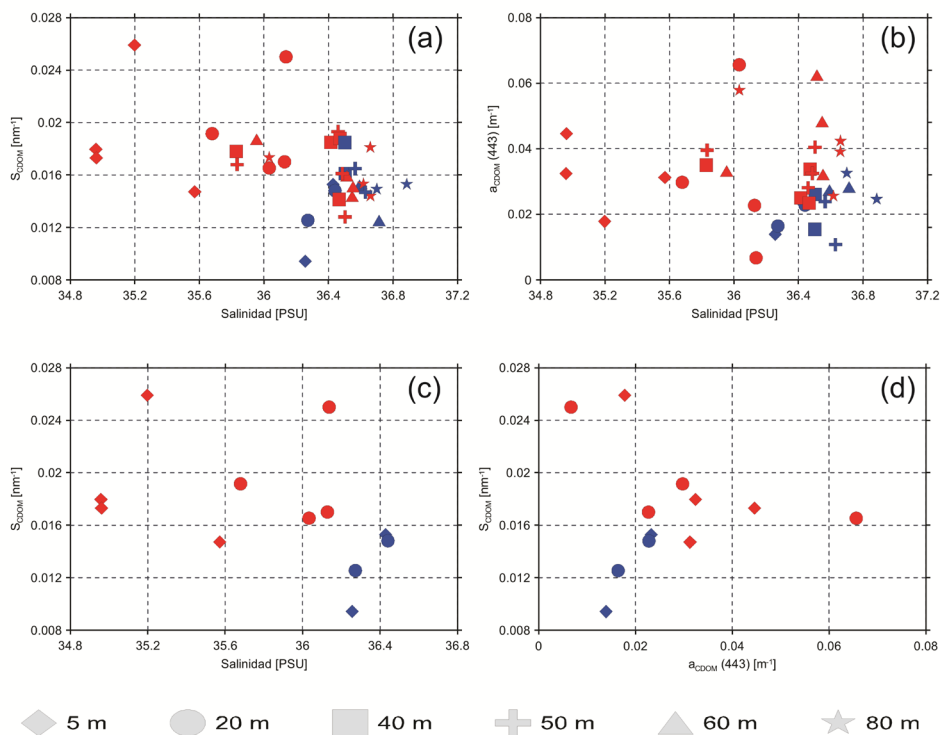 (a)
S_CDOM [nm⁻¹]
0.028
0.024
0.02
0.016
0.012
0.008
34.8 35.2 35.6 36 36.4 36.8 37.2
Salinidad [PSU]
(b)
a_CDOM (443) [m⁻¹]
0.08
0.06
0.04
0.02
0
34.8 35.2 35.6 36 36.4 36.8 37.2
Salinidad [PSU]
(c)
S_CDOM [nm⁻¹]
0.028
0.024
0.02
0.016
0.012
0.008
34.8 35.2 35.6 36 36.4 36.8
Salinidad [PSU]
(d)
S_CDOM [nm⁻¹]
0.028
0.024
0.02
0.016
0.012
0.008
0 0.02 0.04 0.06 0.08
a_CDOM (443) [m⁻¹]
5 m 20 m 40 m 50 m 60 m 80 m